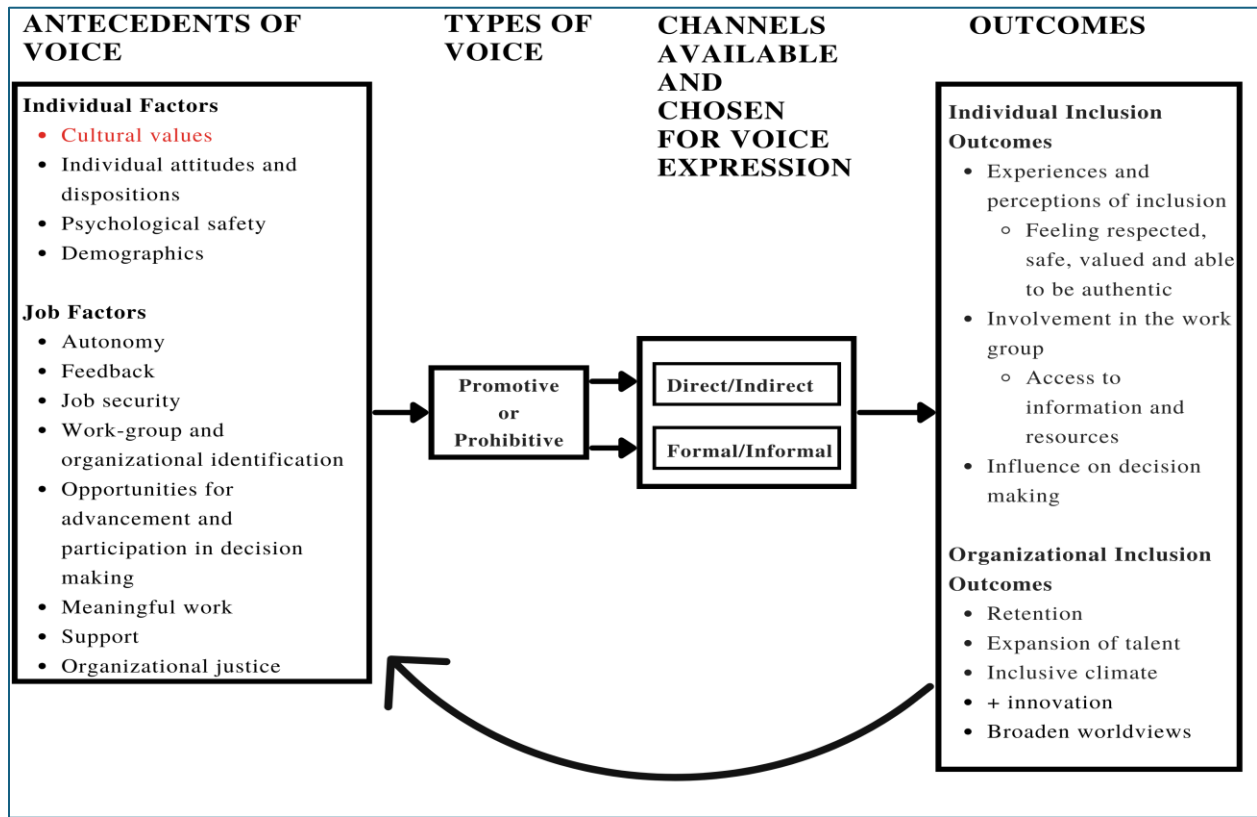 ANTECEDENTS OF
VOICE
Individual Factors
• Cultural values
• Individual attitudes and
dispositions
• Psychological safety
• Demographics
Job Factors
• Autonomy
• Feedback
• Job security
• Work-group and
organizational identification
• Opportunities for
advancement and
participation in decision
making
• Meaningful work
• Support
• Organizational justice
TYPES OF
VOICE
Promotive
or
Prohibitive
CHANNELS
AVAILABLE
AND
CHOSEN
FOR VOICE
EXPRESSION
Direct/Indirect
Formal/Informal
OUTCOMES
Individual Inclusion
Outcomes
• Experiences and
perceptions of inclusion
○ Feeling respected,
safe, valued and able
to be authentic
• Involvement in the work
group
○ Access to
information and
resources
• Influence on decision
making
Organizational Inclusion
Outcomes
• Retention
• Expansion of talent
• Inclusive climate
• + innovation
• Broaden worldviews